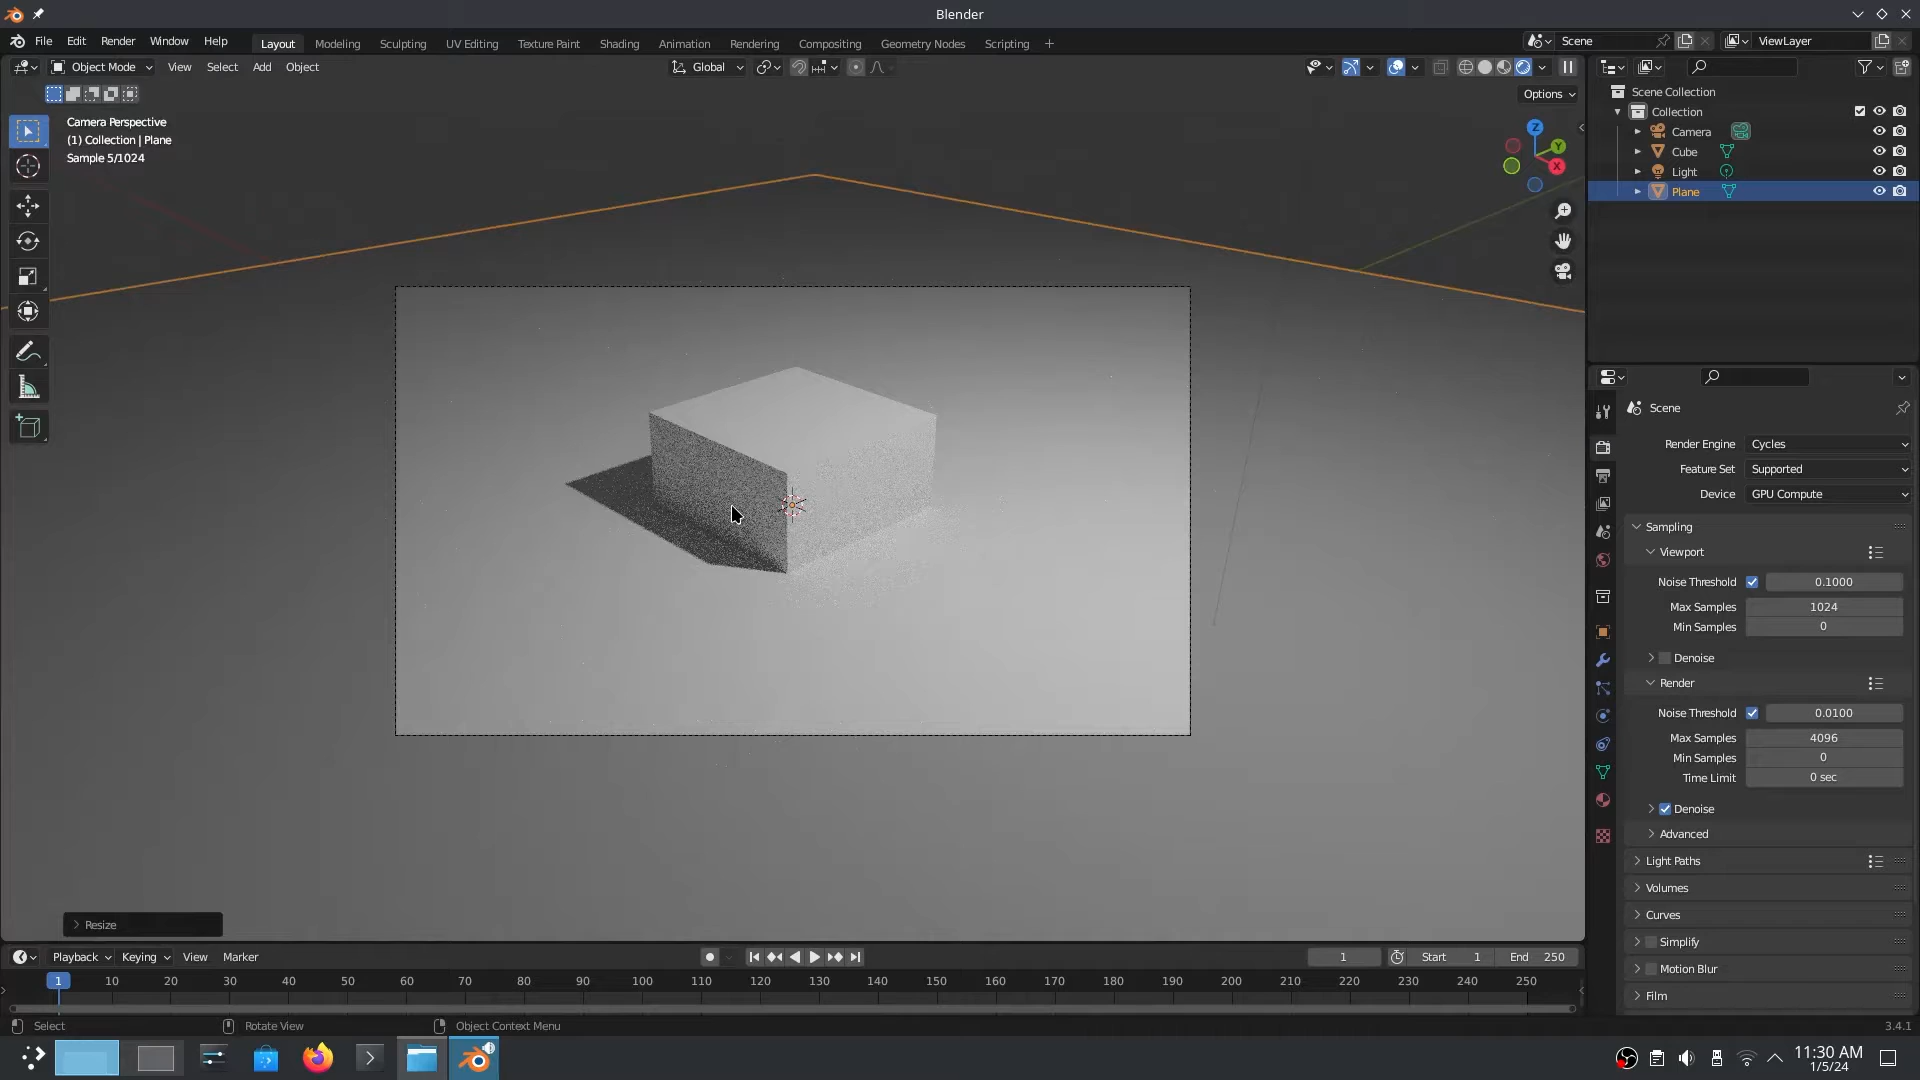 Blender
File Edit Render Window Help Layout Modeling Sculpting UV Editing Texture Paint Shading Animation Rendering Compositing Geometry Nodes Scripting + Scene ViewLayer
Object Mode View Select Add Object Global
Options
Camera Perspective
(1) Collection | Plane
Sample 5/1024
Z
Y
X
Scene Collection
Collection
Camera
Cube
Light
Plane
Scene
Render Engine Cycles
Feature Set Supported
Device GPU Compute
Sampling
Viewport
Noise Threshold 0.1000
Max Samples 1024
Min Samples 0
Denoise
Render
Noise Threshold 0.0100
Max Samples 4096
Min Samples 0
Time Limit 0 sec
Denoise
Advanced
Light Paths
Volumes
Curves
Simplify
Motion Blur
Film
Resize
Playback Keying View Marker 1 Start 1 End 250
1 10 20 30 40 50 60 70 80 90 100 110 120 130 140 150 160 170 180 190 200 210 220 230 240 250
Select Rotate View Object Context Menu 3.4.1
11:30 AM
1/5/24